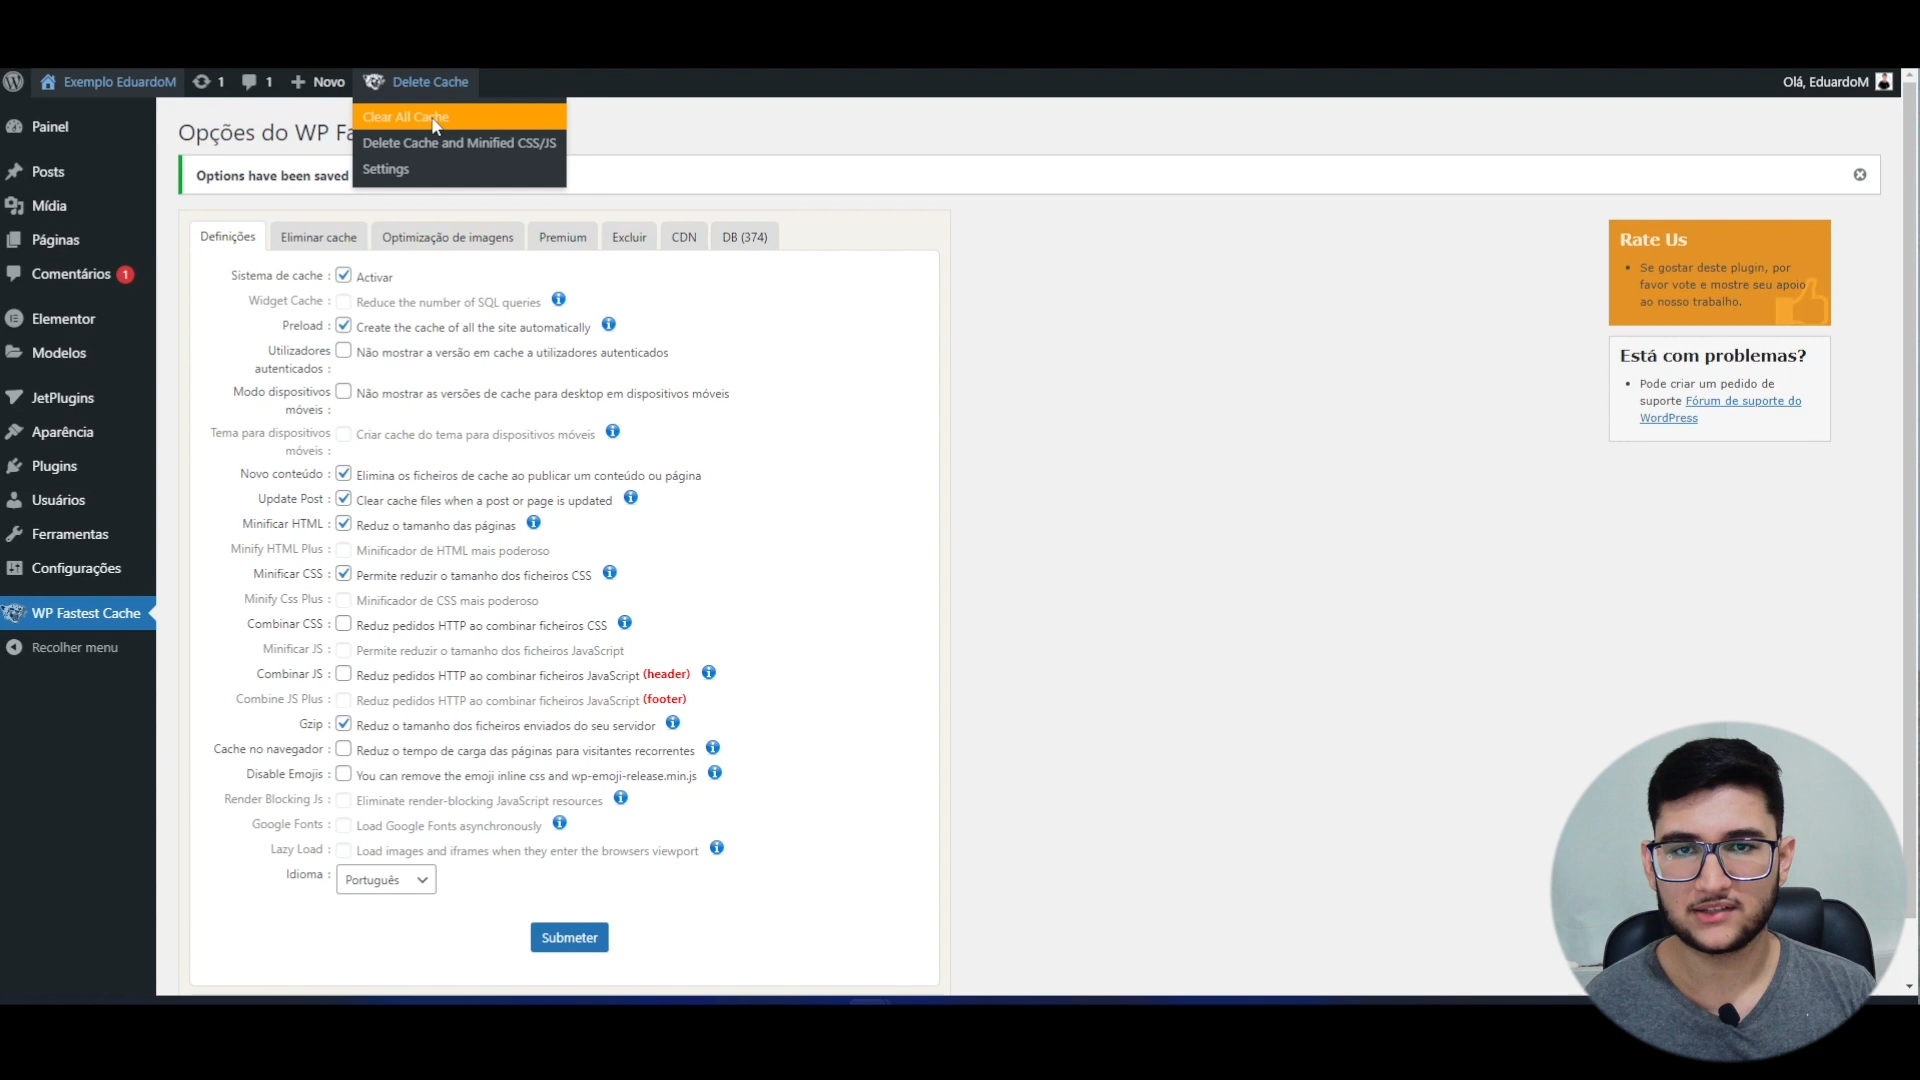 Exemplo EduardoM 1 1 Novo Delete Cache Olá, EduardoM
Clear All Cache
Delete Cache and Minified CSS/JS
Settings
Painel
Posts
Mídia
Páginas
Comentários 1
Elementor
Modelos
JetPlugins
Aparência
Plugins
Usuários
Ferramentas
Configurações
WP Fastest Cache
Recolher menu
Opções do WP Fa
Options have been saved
Definições Eliminar cache Optimização de imagens Premium Excluir CDN DB (374)
Sistema de cache : Activar
Widget Cache : Reduce the number of SQL queries
Preload : Create the cache of all the site automatically
Utilizadores autenticados : Não mostrar a versão em cache a utilizadores autenticados
Modo dispositivos móveis : Não mostrar as versões de cache para desktop em dispositivos móveis
Tema para dispositivos móveis : Criar cache do tema para dispositivos móveis
Novo conteúdo : Elimina os ficheiros de cache ao publicar um conteúdo ou página
Update Post : Clear cache files when a post or page is updated
Minificar HTML : Reduz o tamanho das páginas
Minify HTML Plus : Minificador de HTML mais poderoso
Minificar CSS : Permite reduzir o tamanho dos ficheiros CSS
Minify Css Plus : Minificador de CSS mais poderoso
Combinar CSS : Reduz pedidos HTTP ao combinar ficheiros CSS
Minificar JS : Permite reduzir o tamanho dos ficheiros JavaScript
Combinar JS : Reduz pedidos HTTP ao combinar ficheiros JavaScript (header)
Combine JS Plus : Reduz pedidos HTTP ao combinar ficheiros JavaScript (footer)
Gzip : Reduz o tamanho dos ficheiros enviados do seu servidor
Cache no navegador : Reduz o tempo de carga das páginas para visitantes recorrentes
Disable Emojis : You can remove the emoji inline css and wp-emoji-release.min.js
Render Blocking Js : Eliminate render-blocking JavaScript resources
Google Fonts : Load Google Fonts asynchronously
Lazy Load : Load images and iframes when they enter the browsers viewport
Idioma : Português
Submeter
Rate Us
Se gostar deste plugin, por
favor vote e mostre seu apoio
ao nosso trabalho.
Está com problemas?
Pode criar um pedido de
suporte Fórum de suporte do
WordPress